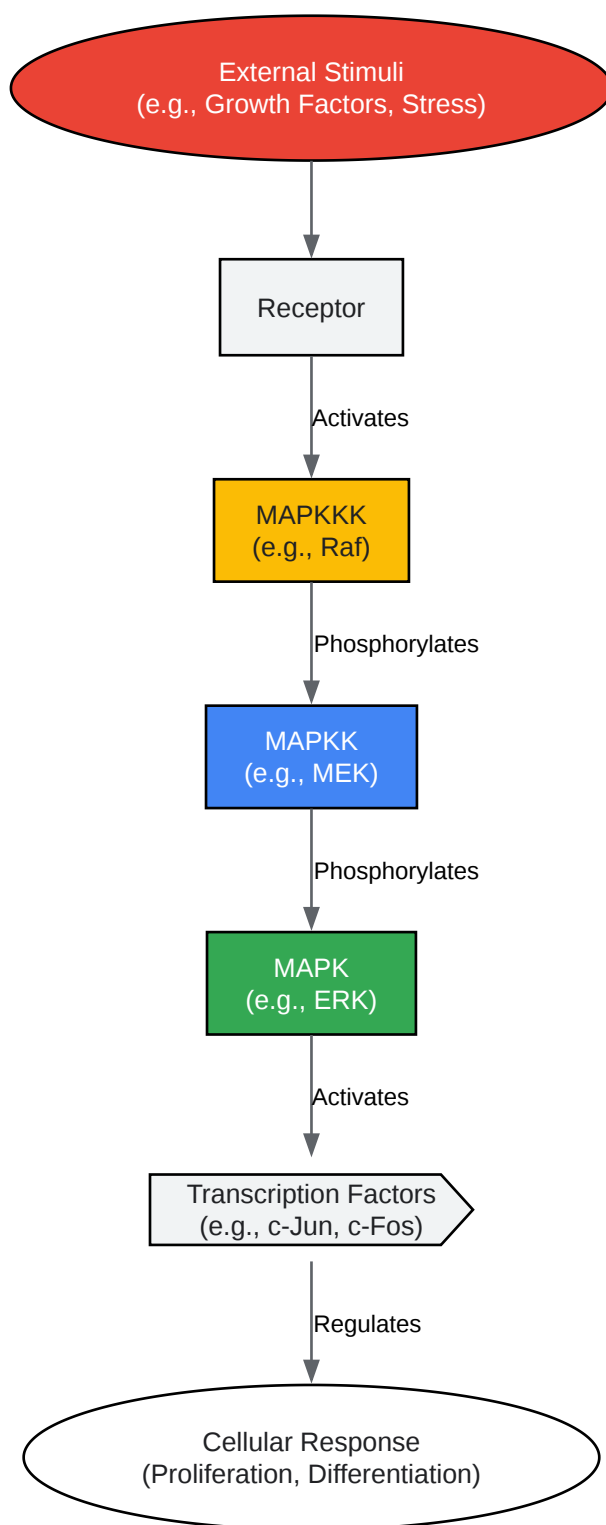 External Stimuli
(e.g., Growth Factors, Stress)
Receptor
Activates
MAPKKK
(e.g., Raf)
Phosphorylates
MAPKK
(e.g., MEK)
Phosphorylates
MAPK
(e.g., ERK)
Activates
Transcription Factors
(e.g., c-Jun, c-Fos)
Regulates
Cellular Response
(Proliferation, Differentiation)